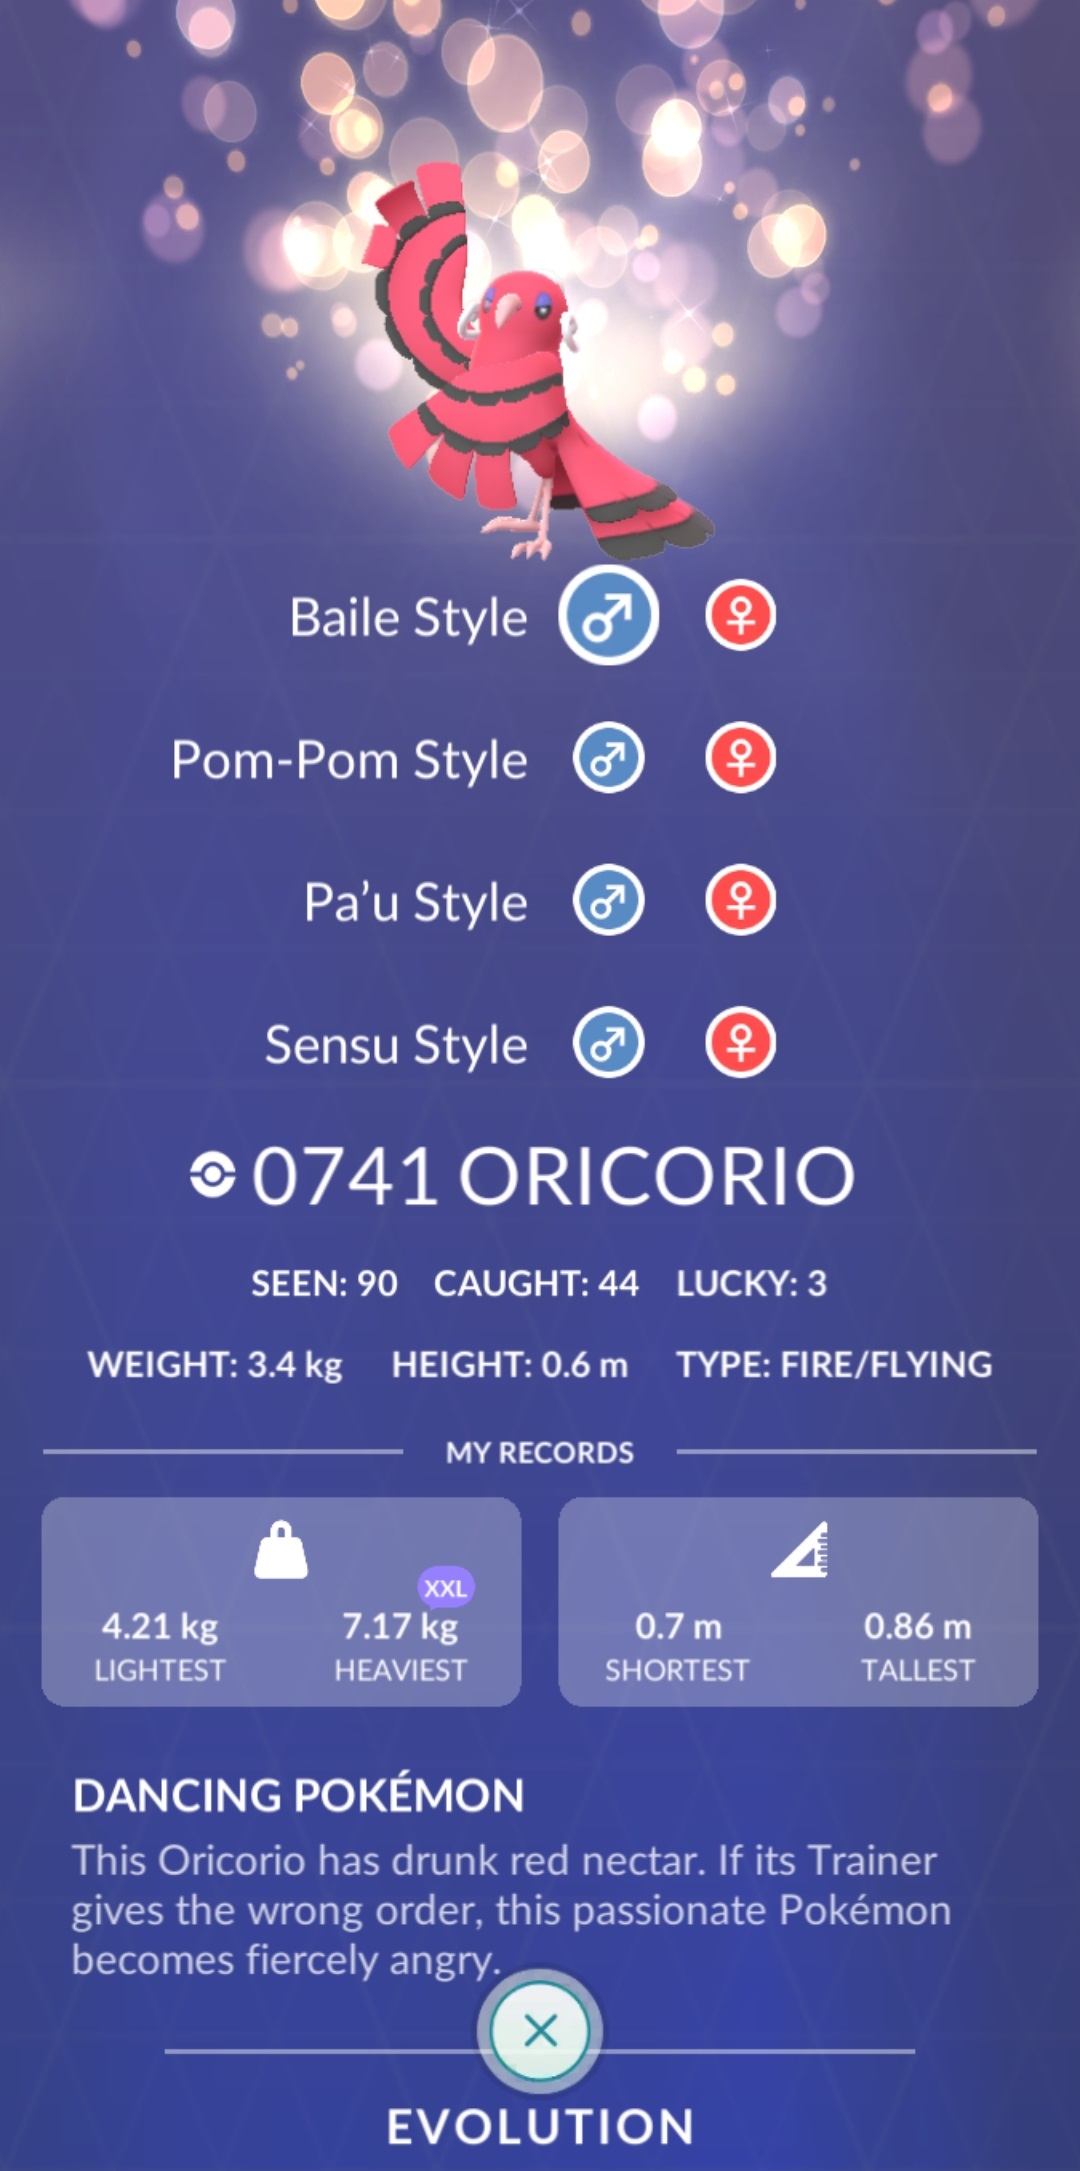 Baile Style
Pom-Pom Style
Pa’u Style
Sensu Style
0741 ORICORIO
SEEN: 90 CAUGHT: 44 LUCKY: 3
WEIGHT: 3.4 kg HEIGHT: 0.6 m TYPE: FIRE/FLYING
MY RECORDS
XXL
4.21 kg 7.17 kg 0.7 m 0.86 m
LIGHTEST HEAVIEST SHORTEST TALLEST
DANCING POKÉMON
This Oricorio has drunk red nectar. If its Trainer
gives the wrong order, this passionate Pokémon
becomes fiercely angry.
EVOLUTION